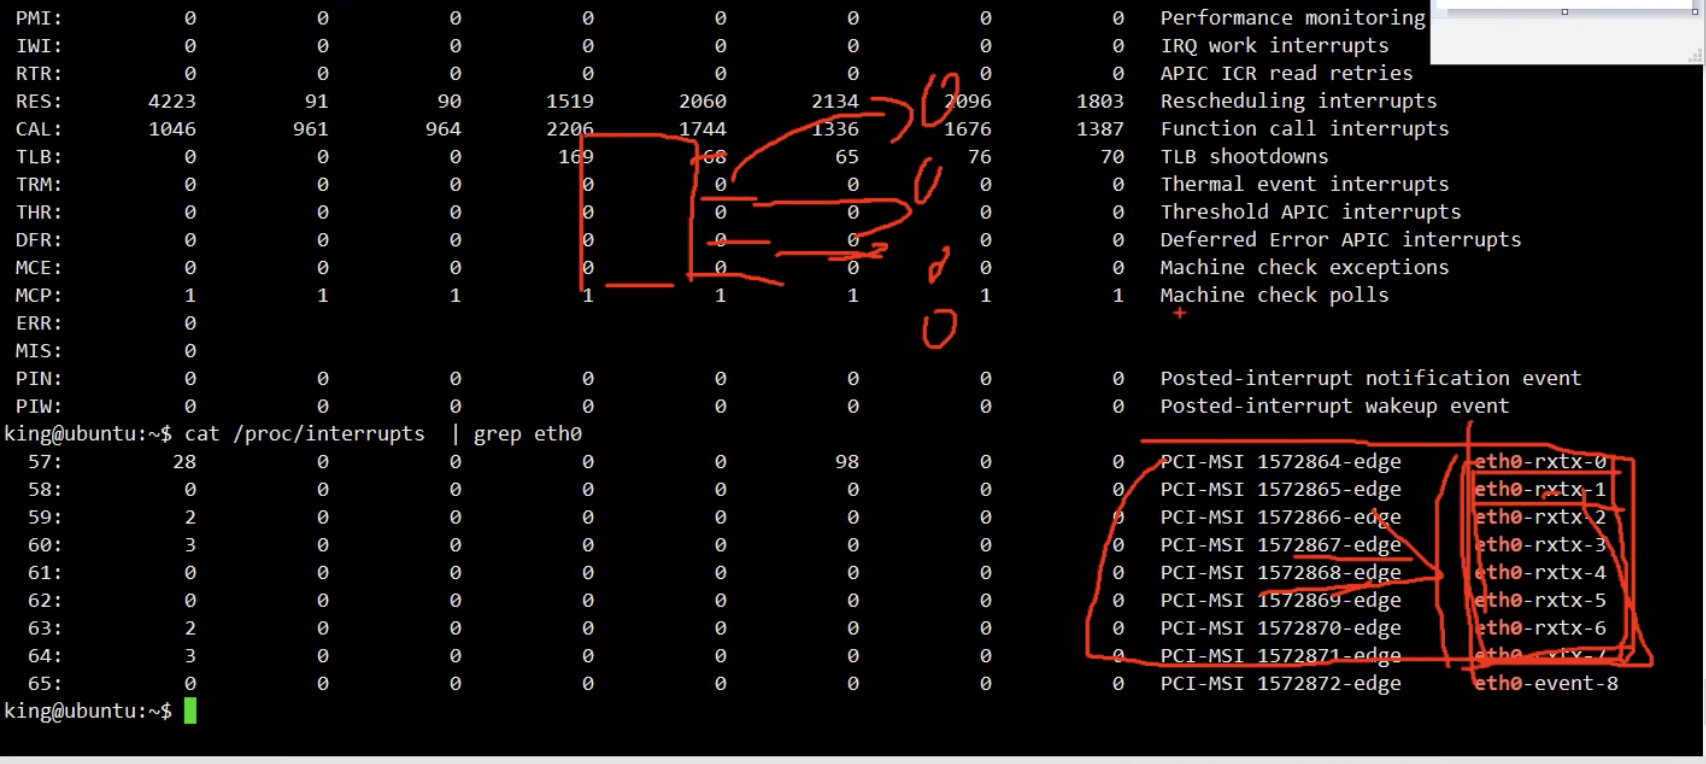 PMI: 0 0 0 0 0 0 0 0 Performance monitoring
IWI: 0 0 0 0 0 0 0 0 IRQ work interrupts
RTR: 0 0 0 0 0 0 0 0 APIC ICR read retries
RES: 4223 91 90 1519 2060 2134 2096 1803 Rescheduling interrupts
CAL: 1046 961 964 2206 1744 1336 1676 1387 Function call interrupts
TLB: 0 0 0 169 68 65 76 70 TLB shootdowns
TRM: 0 0 0 0 0 0 0 0 Thermal event interrupts
THR: 0 0 0 0 0 0 0 0 Threshold APIC interrupts
DFR: 0 0 0 0 0 0 0 0 Deferred Error APIC interrupts
MCE: 0 0 0 0 0 0 0 0 Machine check exceptions
MCP: 1 1 1 1 1 1 1 1 Machine check polls
ERR: 0
MIS: 0
PIN: 0 0 0 0 0 0 0 0 Posted-interrupt notification event
PIW: 0 0 0 0 0 0 0 0 Posted-interrupt wakeup event
king@ubuntu:~$ cat /proc/interrupts | grep eth0
57: 28 0 0 0 0 98 0 0 PCI-MSI 1572864-edge eth0-rxtx-0
58: 0 0 0 0 0 0 0 0 PCI-MSI 1572865-edge eth0-rxtx-1
59: 2 0 0 0 0 0 0 0 PCI-MSI 1572866-edge eth0-rxtx-2
60: 3 0 0 0 0 0 0 0 PCI-MSI 1572867-edge eth0-rxtx-3
61: 0 0 0 0 0 0 0 0 PCI-MSI 1572868-edge eth0-rxtx-4
62: 0 0 0 0 0 0 0 0 PCI-MSI 1572869-edge eth0-rxtx-5
63: 2 0 0 0 0 0 0 0 PCI-MSI 1572870-edge eth0-rxtx-6
64: 3 0 0 0 0 0 0 0 PCI-MSI 1572871-edge eth0-rxtx-7
65: 0 0 0 0 0 0 0 0 PCI-MSI 1572872-edge eth0-event-8
king@ubuntu:~$